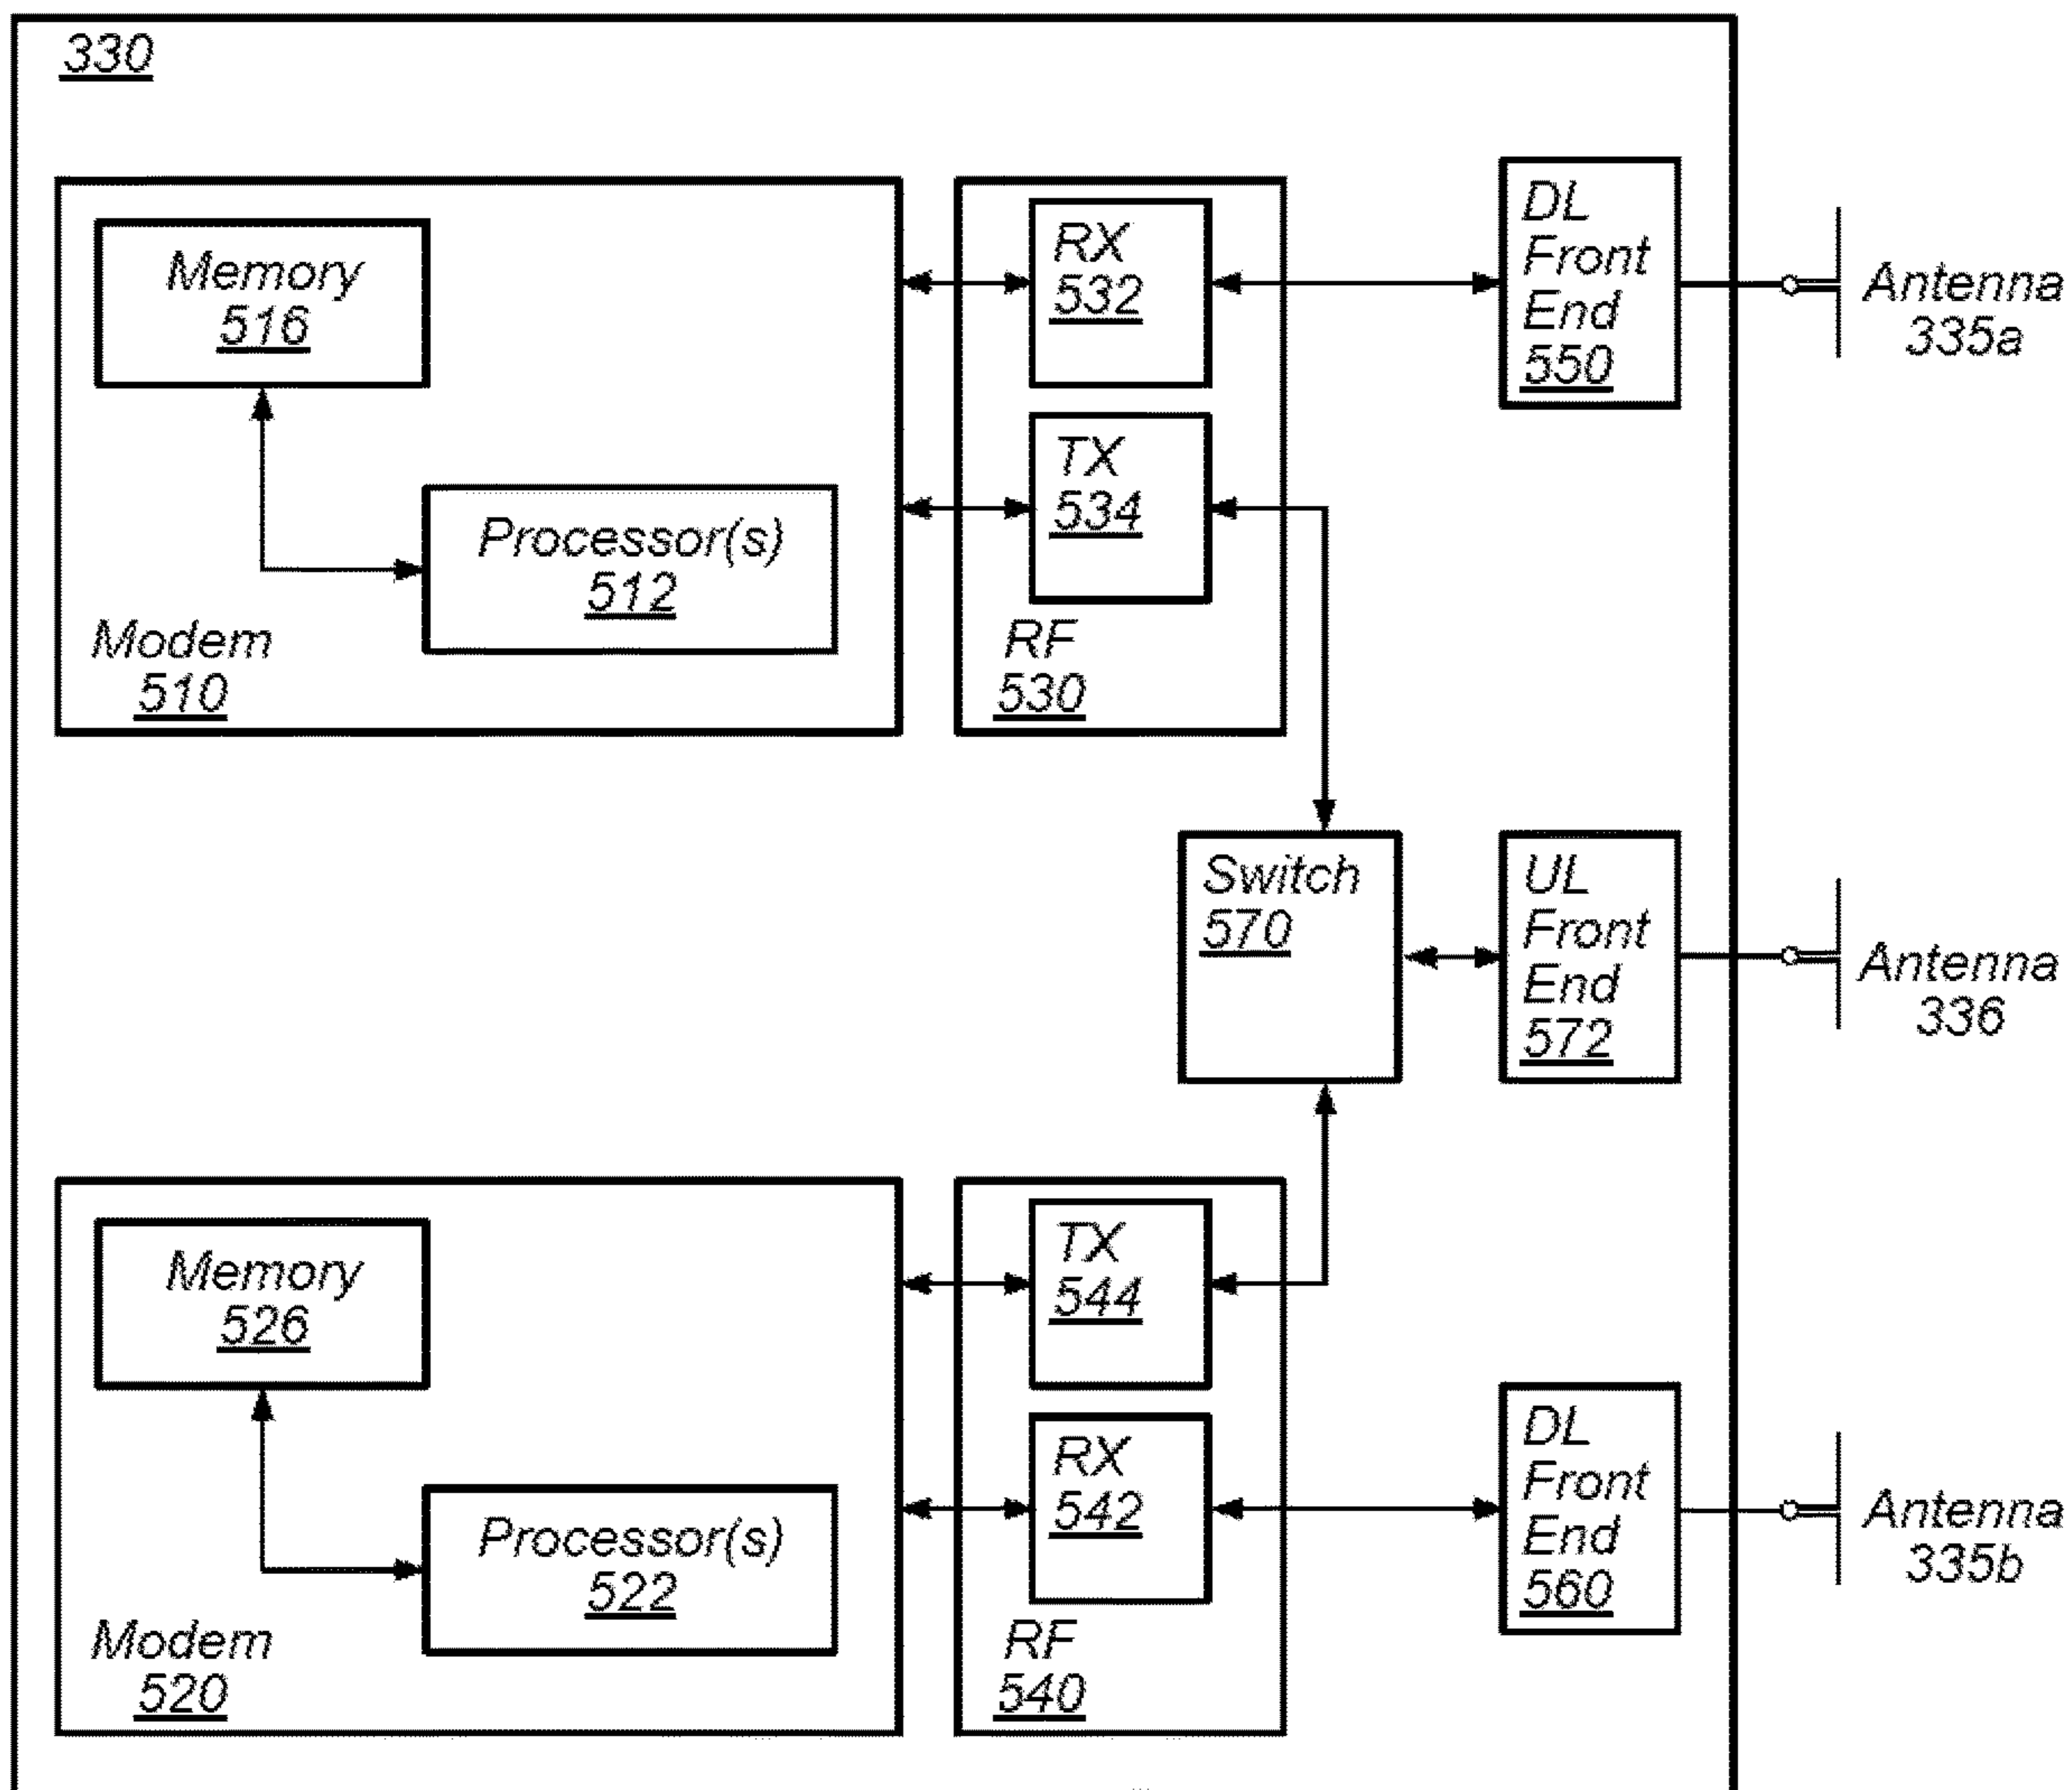 330
Memory
516
Processor(s)
512
Modem
510
RX
532
TX
534
RF
530
DL
Front
End
550
Antenna
335a
Switch
570
UL
Front
End
572
Antenna
336
Memory
526
Processor(s)
522
Modem
520
TX
544
RX
542
RF
540
DL
Front
End
560
Antenna
335b